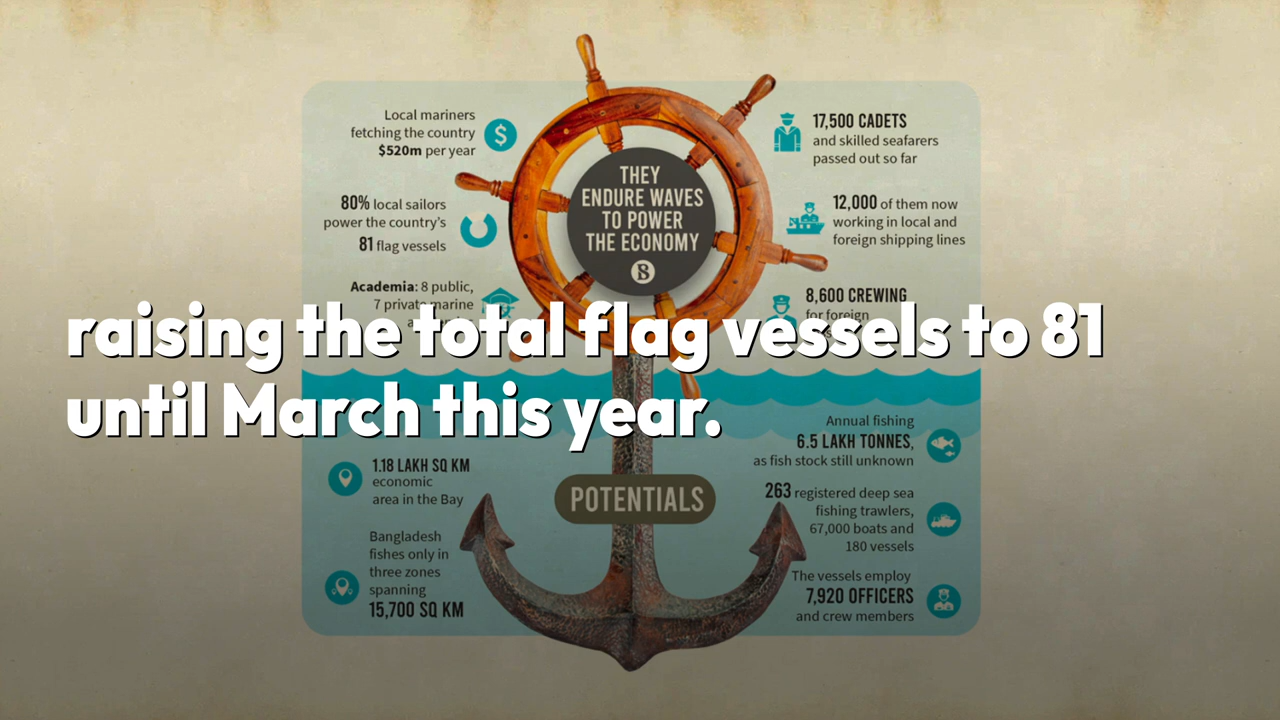 Local mariners
fetching the country
$520m per year
80% local sailors
power the country's
81 flag vessels
Academia: 8 public,
7 private marine
THEY
ENDURE WAVES
TO POWER
THE ECONOMY
B
17,500 CADETS
and skilled seafarers
passed out so far
12,000 of them now
working in local and
foreign shipping lines
8,600 CREWING
for foreign
raising the total flag vessels to 81
until March this year.
1.18 LAKH SQ KM
economic
area in the Bay
Bangladesh
fishes only in
three zones
spanning
15,700 SQ KM
POTENTIALS
Annual fishing
6.5 LAKH TONNES,
as fish stock still unknown
263 registered deep sea
fishing trawlers,
67,000 boats and
180 vessels
The vessels employ
7,920 OFFICERS
and crew members